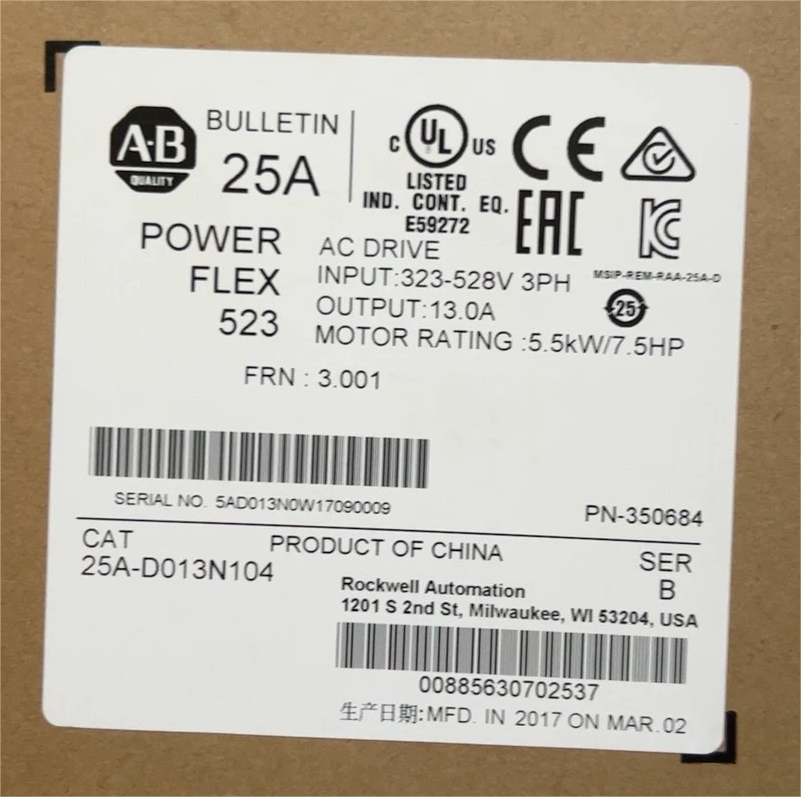 A-B
QUALITY
BULLETIN
25A
C UL US
LISTED
IND. CONT. EQ.
E59272
CE
EAC
KC
MSIP-REM-RAA-25A-D
25
POWER
FLEX
523
AC DRIVE
INPUT:323-528V 3PH
OUTPUT:13.0A
MOTOR RATING :5.5kW/7.5HP
FRN : 3.001
SERIAL NO. 5AD013N0W17090009
PN-350684
CAT
25A-D013N104
PRODUCT OF CHINA
SER
B
Rockwell Automation
1201 S 2nd St, Milwaukee, WI 53204, USA
00885630702537
生产日期:MFD. IN 2017 ON MAR.02